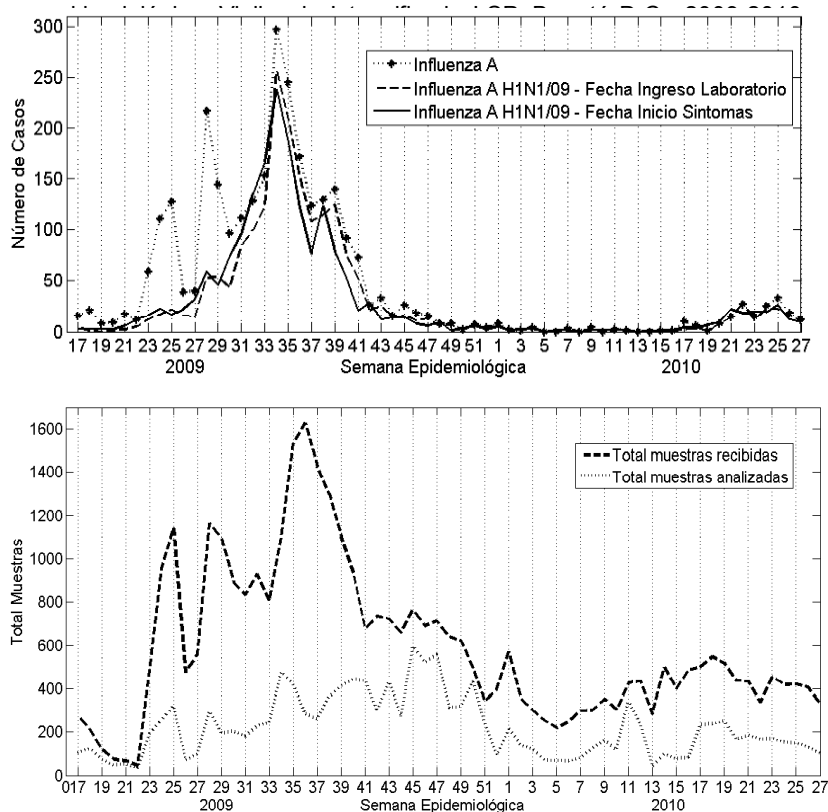 300
250
200
150
100
50
0
Número de Casos
Influenza A
Influenza A H1N1/09 - Fecha Ingreso Laboratorio
Influenza A H1N1/09 - Fecha Inicio Sintomas
17 19 21 23 25 27 29 31 33 35 37 39 41 43 45 47 49 51 1 3 5 7 9 11 13 15 17 19 21 23 25 27
2009 Semana Epidemiológica 2010
1600
1400
1200
1000
800
600
400
200
0
Total Muestras
Total muestras recibidas
Total muestras analizadas
17 19 21 23 25 27 29 31 33 35 37 39 41 43 45 47 49 51 1 3 5 7 9 11 13 15 17 19 21 23 25 27
2009 Semana Epidemiológica 2010